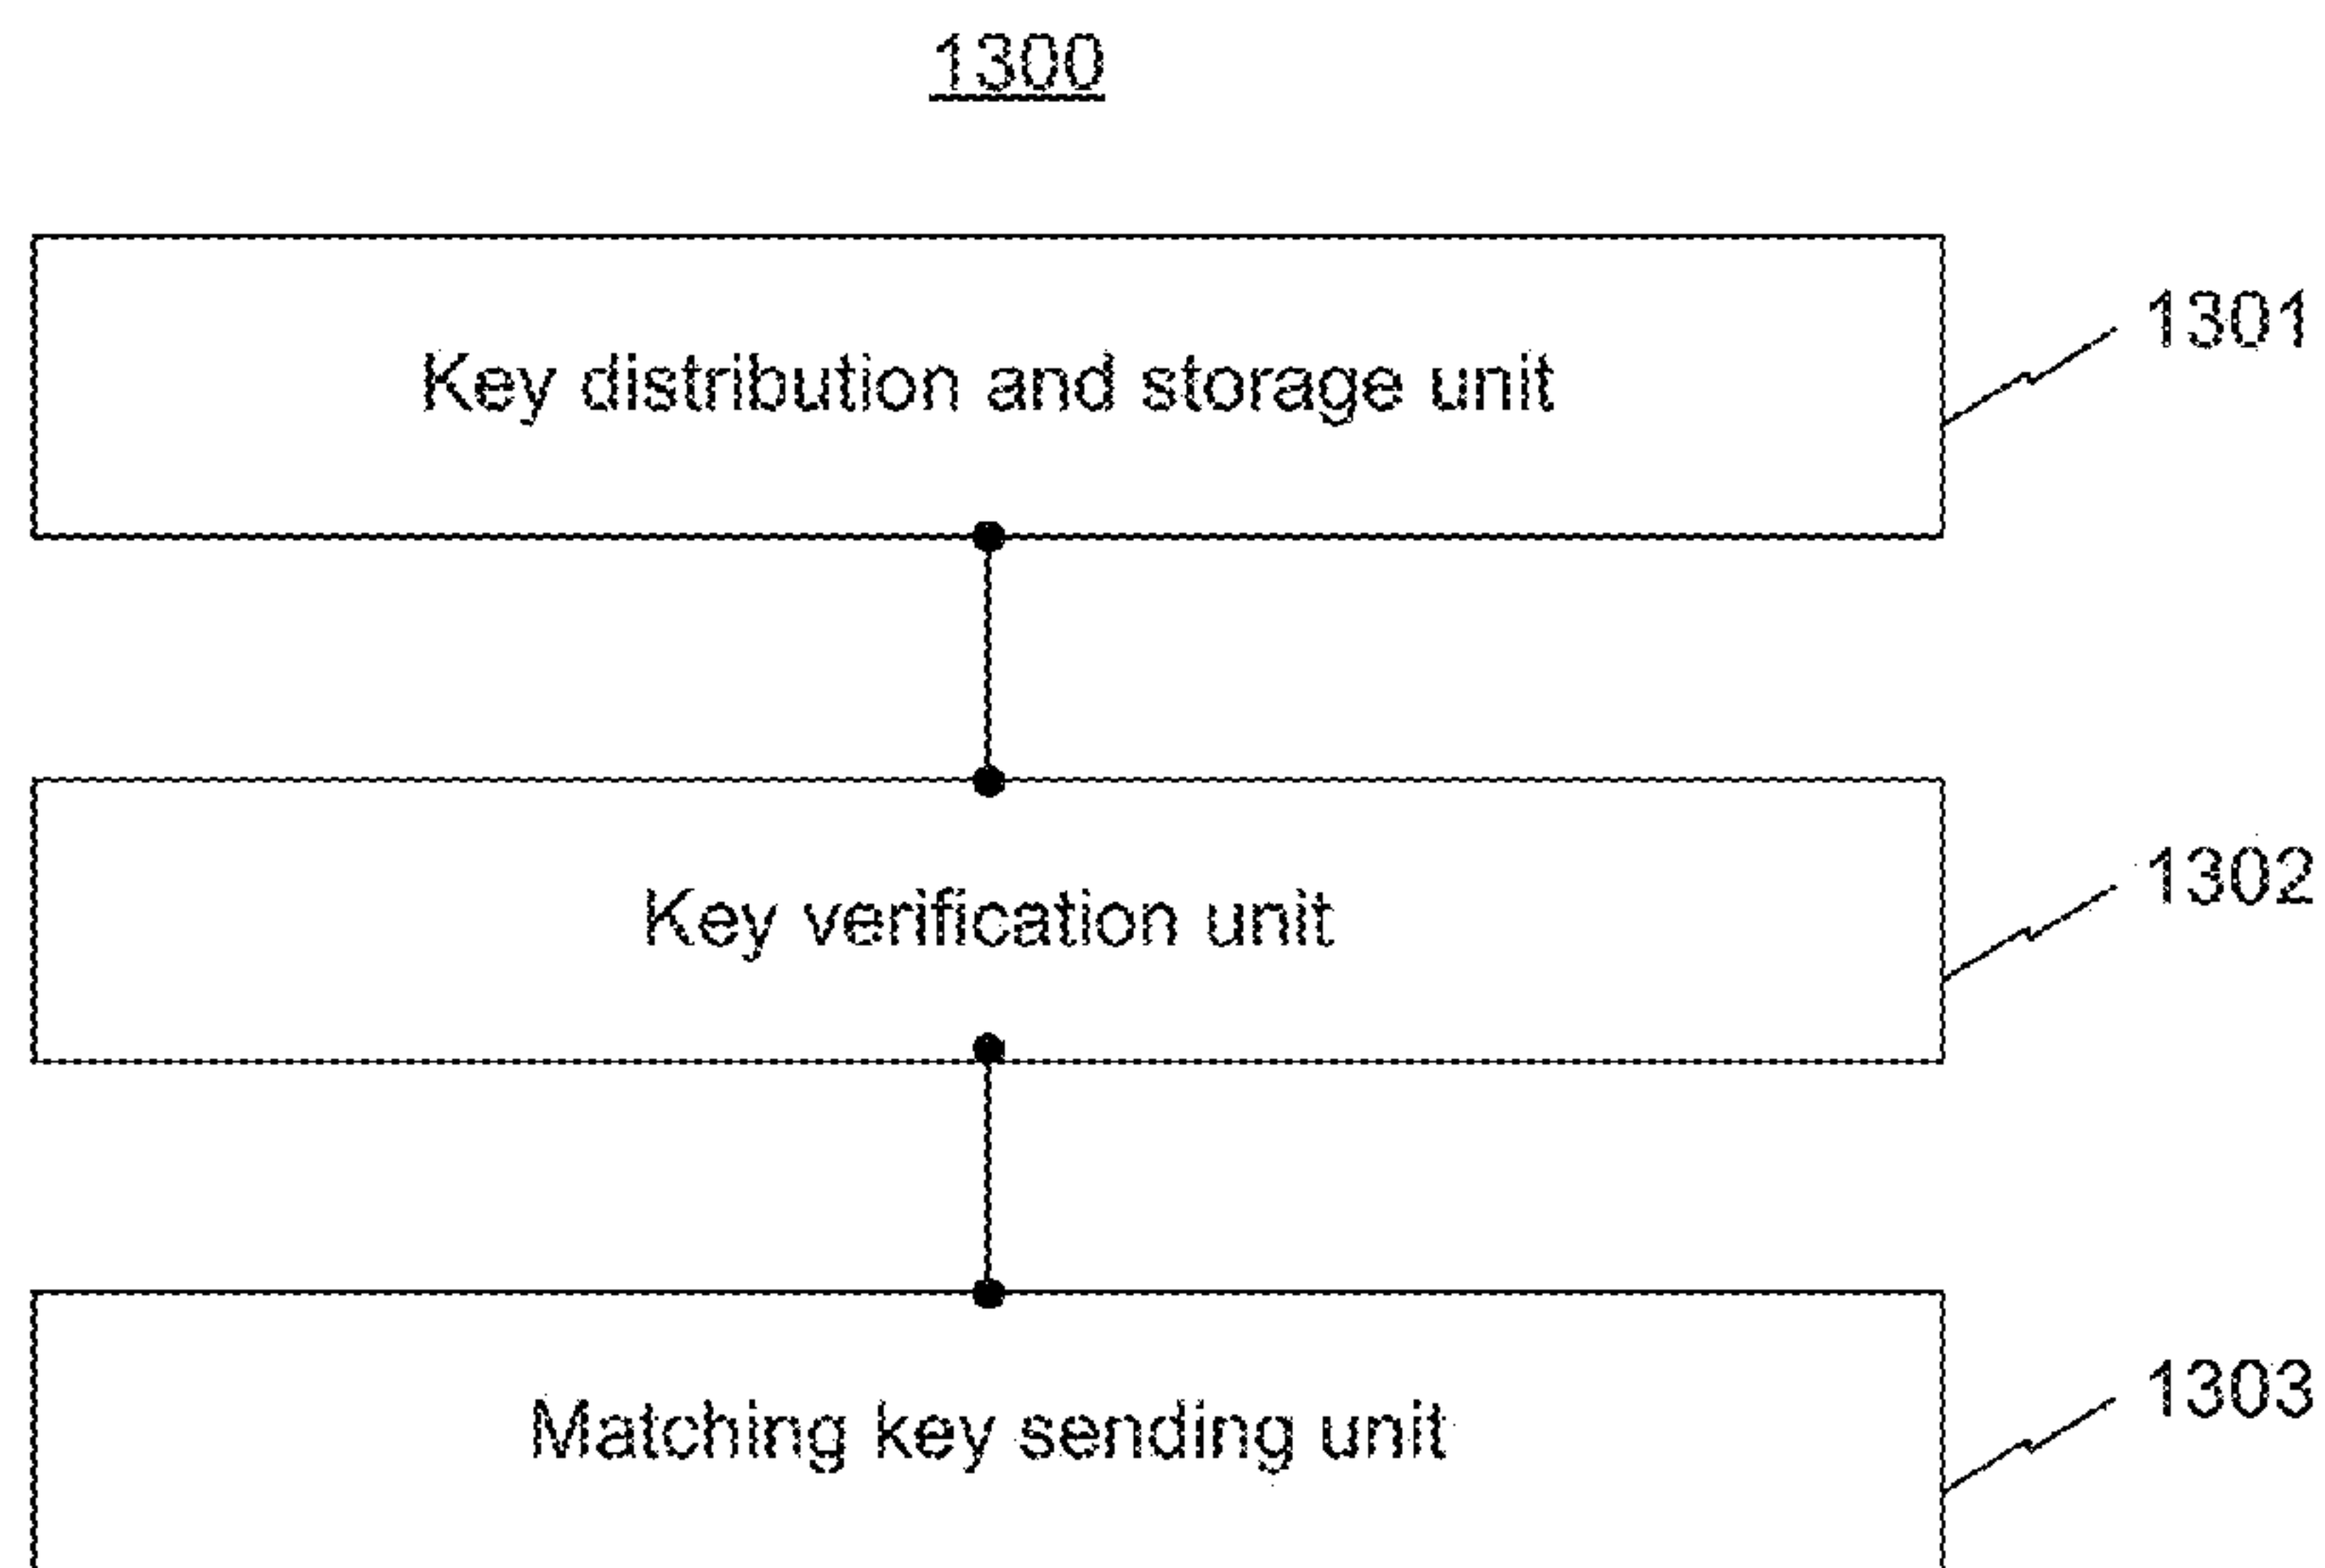 1300
Key distribution and storage unit
1301
Key verification unit
1302
Matching key sending unit
1303